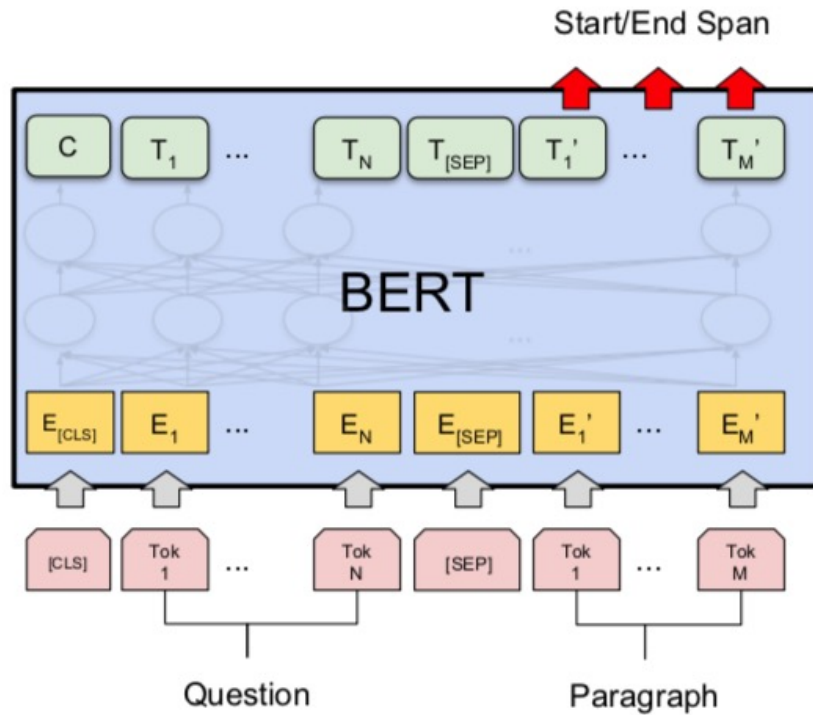 Start/End Span
C T1 ... TN T[SEP] T1' ... TM'
...
BERT
...
E[CLS] E1 ... EN E[SEP] E1' ... EM'
[CLS] Tok 1 ... Tok N [SEP] Tok 1 ... Tok M
Question Paragraph